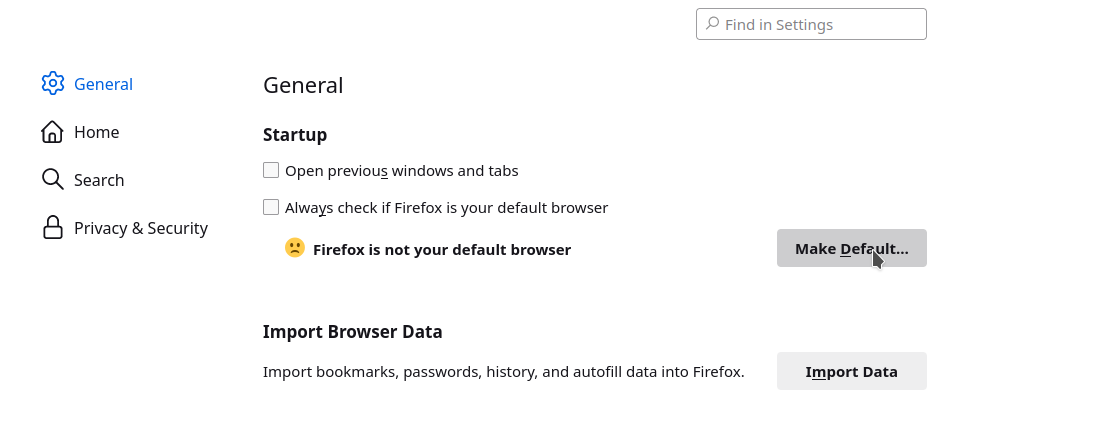 Find in Settings
General
Home
Search
Privacy & Security
General
Startup
Open previous windows and tabs
Always check if Firefox is your default browser
Firefox is not your default browser
Make Default...
Import Browser Data
Import bookmarks, passwords, history, and autofill data into Firefox.
Import Data